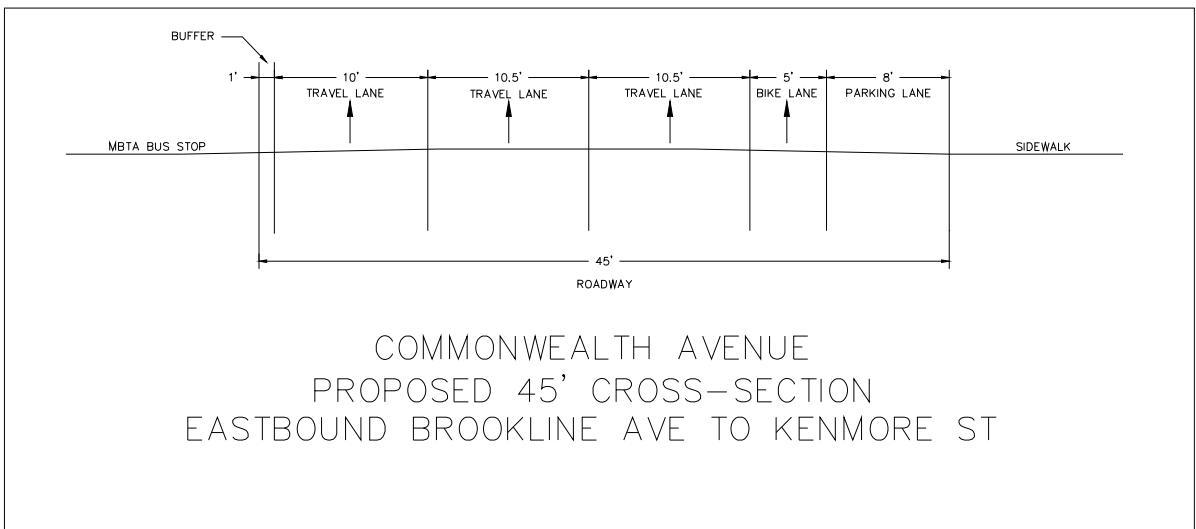 BUFFER
1' 10' 10.5' 10.5' 5' 8'
TRAVEL LANE TRAVEL LANE TRAVEL LANE BIKE LANE PARKING LANE
MBTA BUS STOP SIDEWALK
45'
ROADWAY
COMMONWEALTH AVENUE
PROPOSED 45' CROSS-SECTION
EASTBOUND BROOKLINE AVE TO KENMORE ST